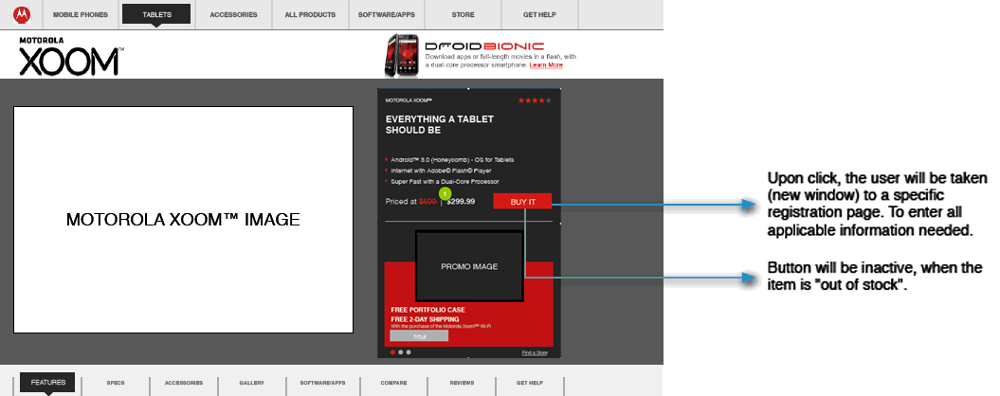 MOBILE PHONES TABLETS ACCESSORIES ALL PRODUCTS SOFTWARE/APPS STORE GET HELP
MOTOROLA
XOOM™
DROIDBIONIC
Download apps or full-length movies in a flash, with
a dual-core processor smartphone. Learn More
MOTOROLA XOOM™
EVERYTHING A TABLET
SHOULD BE
Android™ 3.0 (Honeycomb) - OS for Tablets
Internet with Adobe© Flash© Player
Super Fast with a Dual-Core Processor
1
Priced at $500 | $299.99
BUY IT
MOTOROLA XOOM™ IMAGE
PROMO IMAGE
FREE PORTFOLIO CASE
FREE 2-DAY SHIPPING
With the purchase of the Motorola Xoom™ Wi-Fi
TITLE
Find a Store
Upon click, the user will be taken
(new window) to a specific
registration page. To enter all
applicable information needed.
Button will be inactive, when the
item is "out of stock".
FEATURES SPECS ACCESSORIES GALLERY SOFTWARE/APPS COMPARE REVIEWS GET HELP